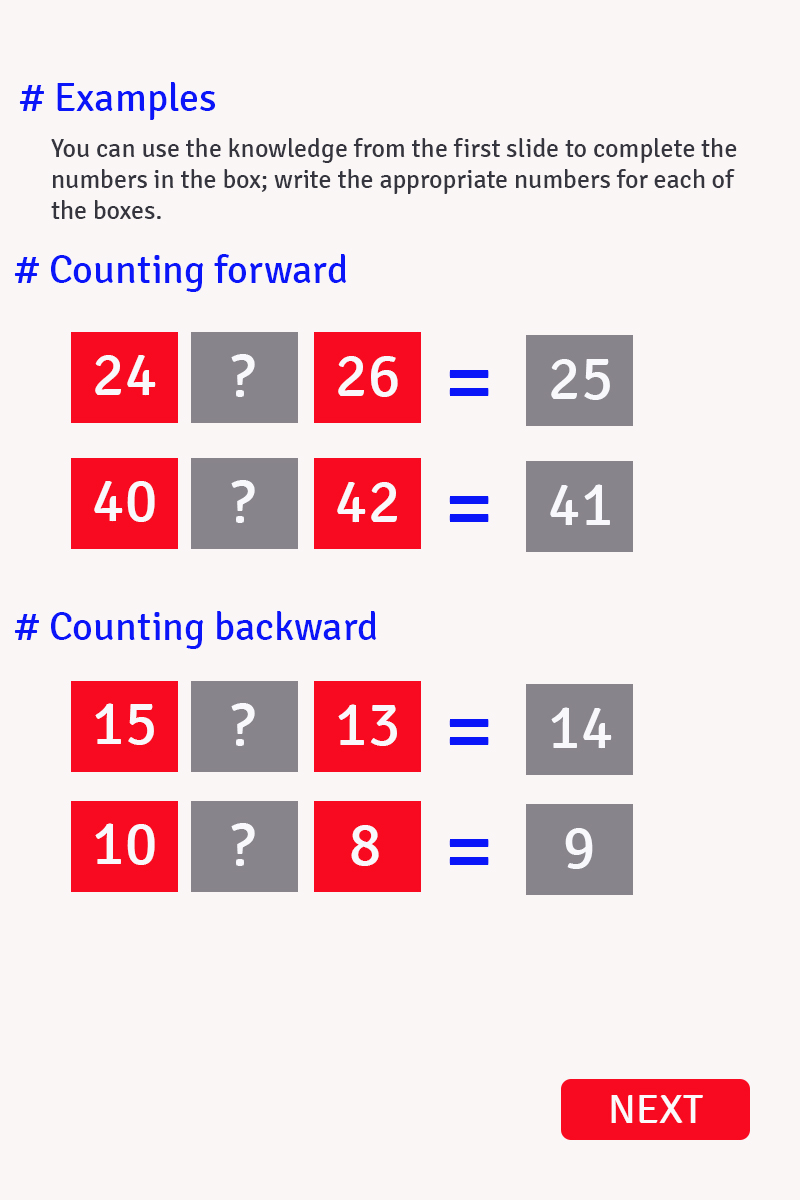 # Examples
You can use the knowledge from the first slide to complete the
numbers in the box; write the appropriate numbers for each of
the boxes.
# Counting forward
24 ? 26 = 25
40 ? 42 = 41
# Counting backward
15 ? 13 = 14
10 ? 8 = 9
NEXT